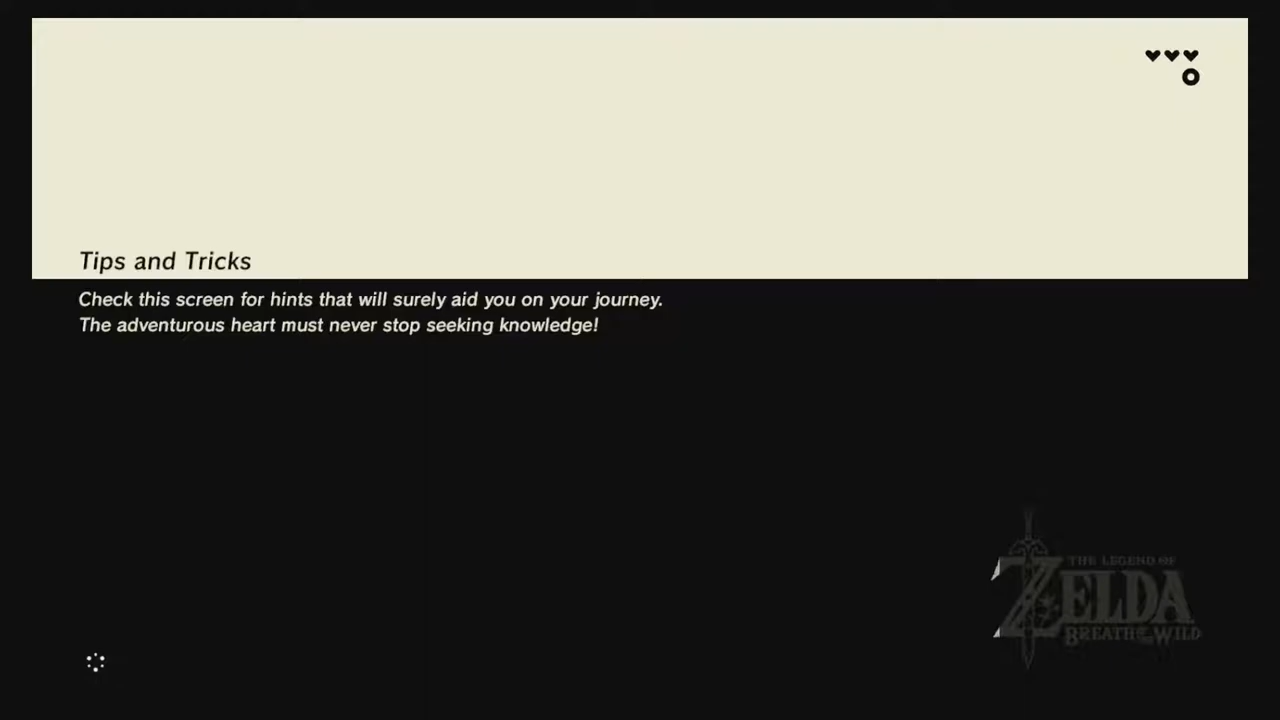 Tips and Tricks
Check this screen for hints that will surely aid you on your journey.
The adventurous heart must never stop seeking knowledge!
THE LEGEND OF
ZELDA
BREATH OF THE WILD